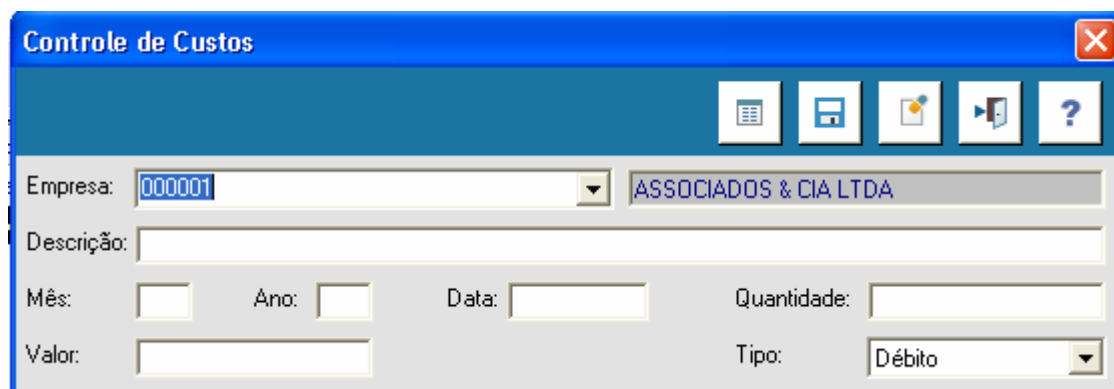 Controle de Custos
?
Empresa: 000001 ASSOCIADOS & CIA LTDA
Descrição:
Mês: Ano: Data: Quantidade:
Valor: Tipo: Débito